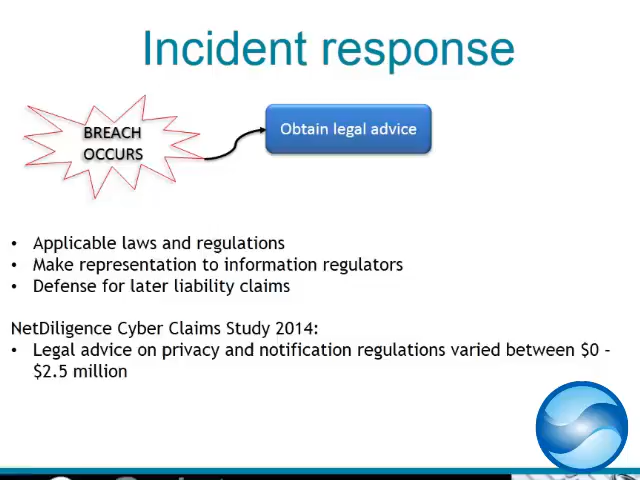 Incident response
BREACH
OCCURS
Obtain legal advice
• Applicable laws and regulations
• Make representation to information regulators
• Defense for later liability claims
NetDiligence Cyber Claims Study 2014:
• Legal advice on privacy and notification regulations varied between $0 –
$2.5 million